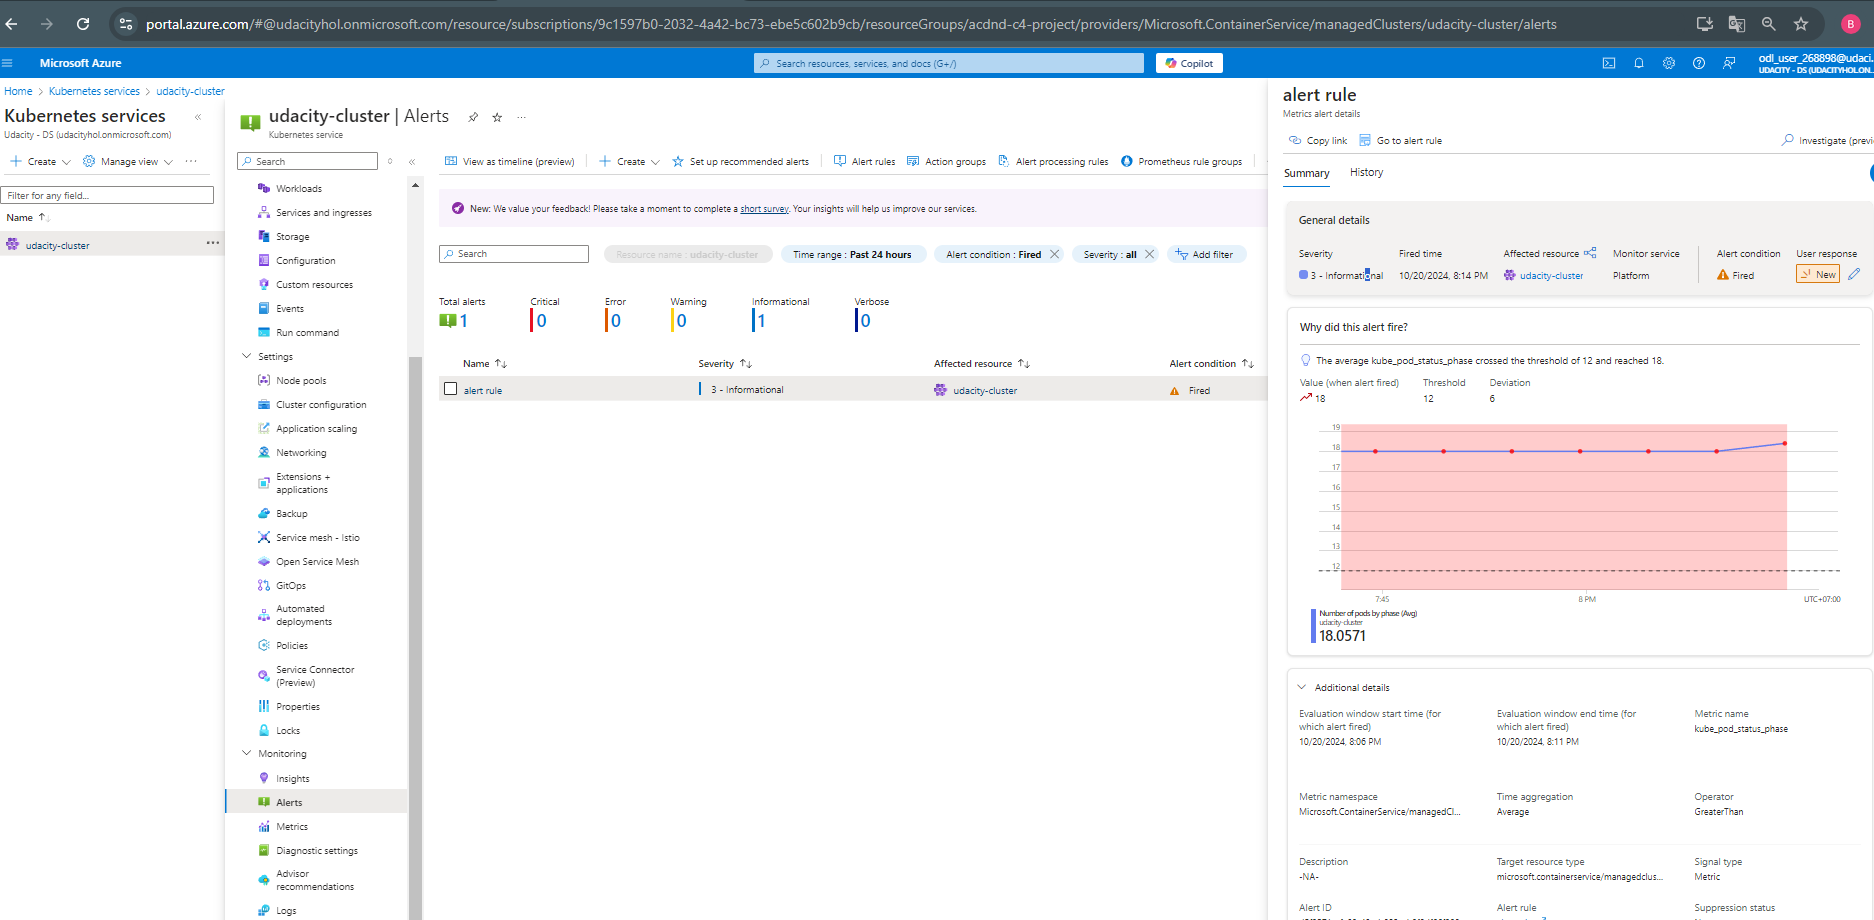 portal.azure.com/#@udacityhol.onmicrosoft.com/resource/subscriptions/9c1597b0-2032-4a42-bc73-ebe5c602b9cb/resourceGroups/acdnd-c4-project/providers/Microsoft.ContainerService/managedClusters/udacity-cluster/alerts
B
Microsoft Azure
Search resources, services, and docs (G+/)
Copilot
odl_user_268898@udaci...
UDACITY - DS (UDACITYHOL.ON...
Home > Kubernetes services > udacity-cluster
Kubernetes services
Udacity - DS (udacityhol.onmicrosoft.com)
Create
Manage view
Filter for any field...
Name
udacity-cluster
udacity-cluster | Alerts
Kubernetes service
Search
Workloads
Services and ingresses
Storage
Configuration
Custom resources
Events
Run command
Settings
Node pools
Cluster configuration
Application scaling
Networking
Extensions +
applications
Backup
Service mesh - Istio
Open Service Mesh
GitOps
Automated
deployments
Policies
Service Connector
(Preview)
Properties
Locks
Monitoring
Insights
Alerts
Metrics
Diagnostic settings
Advisor
recommendations
Logs
View as timeline (preview)
Create
Set up recommended alerts
Alert rules
Action groups
Alert processing rules
Prometheus rule groups
New: We value your feedback! Please take a moment to complete a short survey. Your insights will help us improve our services.
Search
Resource name : udacity-cluster
Time range : Past 24 hours
Alert condition : Fired
Severity : all
Add filter
Total alerts
1
Critical
0
Error
0
Warning
0
Informational
1
Verbose
0
Name
Severity
Affected resource
Alert condition
alert rule
3 - Informational
udacity-cluster
Fired
alert rule
Metrics alert details
Copy link
Go to alert rule
Investigate (previ
Summary
History
General details
Severity
Fired time
Affected resource
Monitor service
Alert condition
User response
3 - Informational
10/20/2024, 8:14 PM
udacity-cluster
Platform
Fired
New
Why did this alert fire?
The average kube_pod_status_phase crossed the threshold of 12 and reached 18.
Value (when alert fired)
Threshold
Deviation
18
12
6
19
18
17
16
15
14
13
12
7:45
8 PM
UTC+07:00
Number of pods by phase (Avg)
udacity-cluster
18.0571
Additional details
Evaluation window start time (for
which alert fired)
10/20/2024, 8:06 PM
Evaluation window end time (for
which alert fired)
10/20/2024, 8:11 PM
Metric name
kube_pod_status_phase
Metric namespace
Microsoft.ContainerService/managedCl...
Time aggregation
Average
Operator
GreaterThan
Description
-NA-
Target resource type
microsoft.containerservice/managedclus...
Signal type
Metric
Alert ID
Alert rule
Suppression status